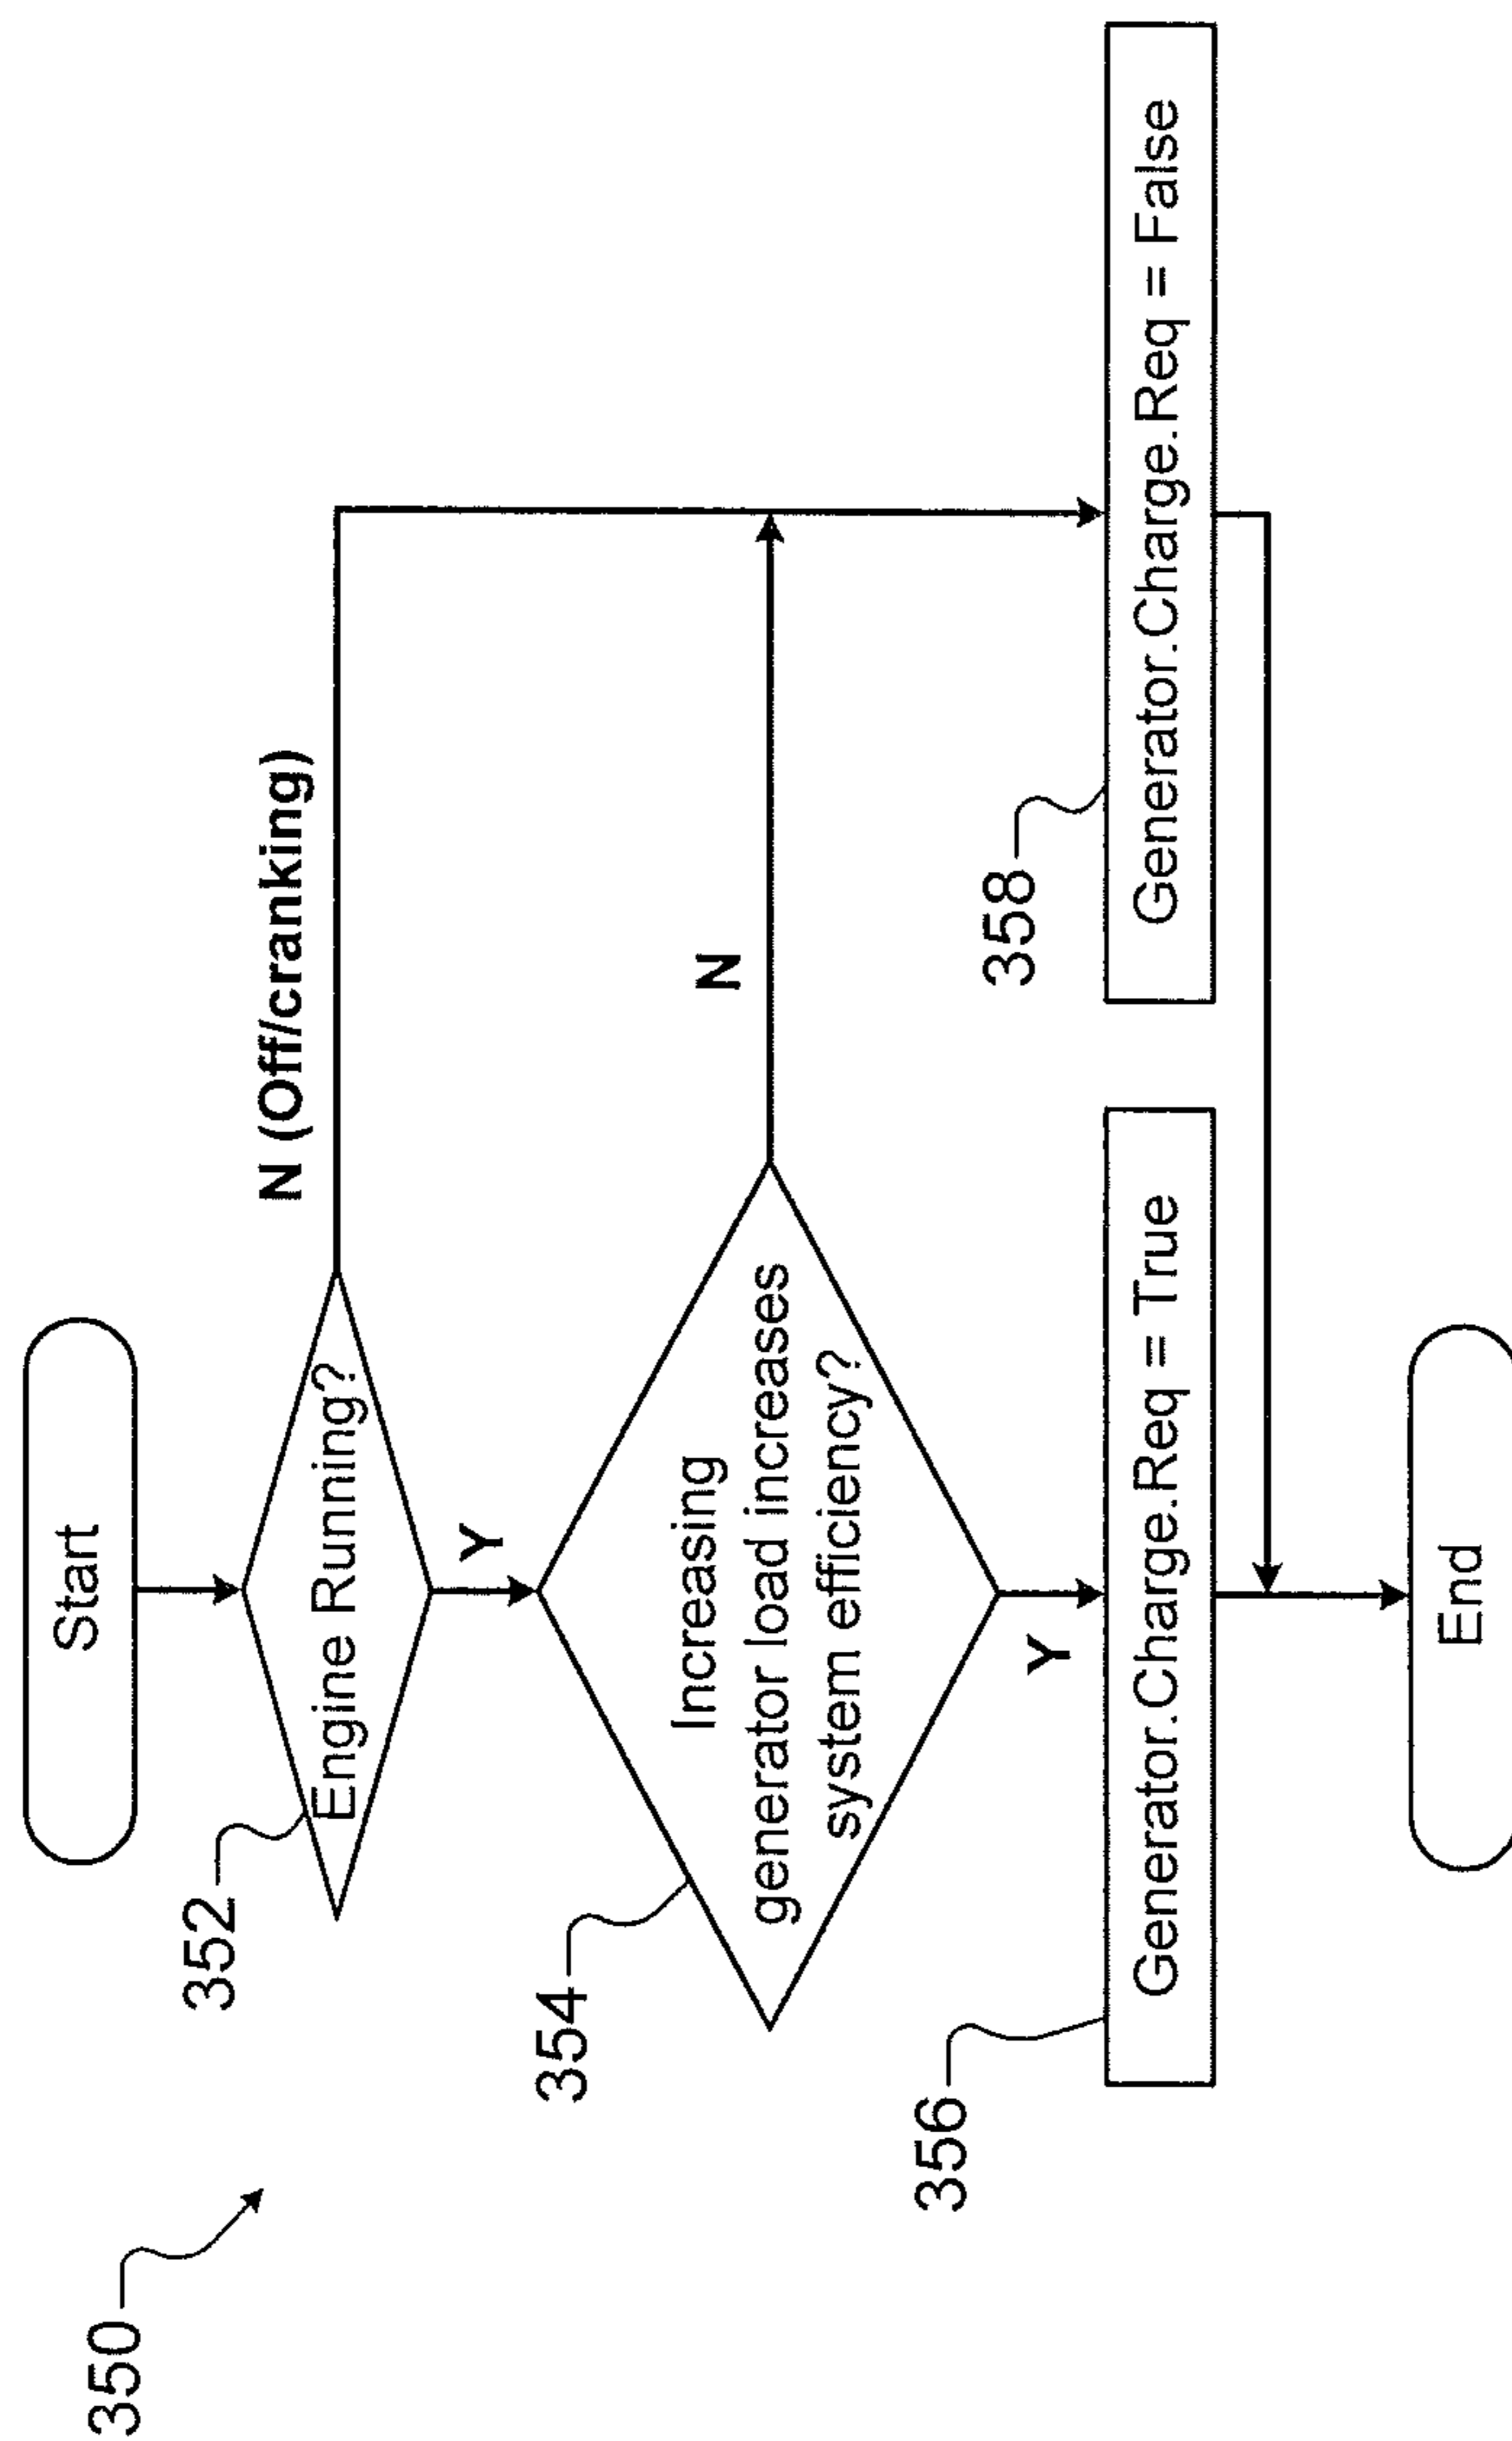 350
Start
352
Engine Running?
N (Off/cranking)
Y
354
Increasing
generator load increases
system efficiency?
N
Y
356
Generator.Charge.Req = True
358
Generator.Charge.Req = False
End